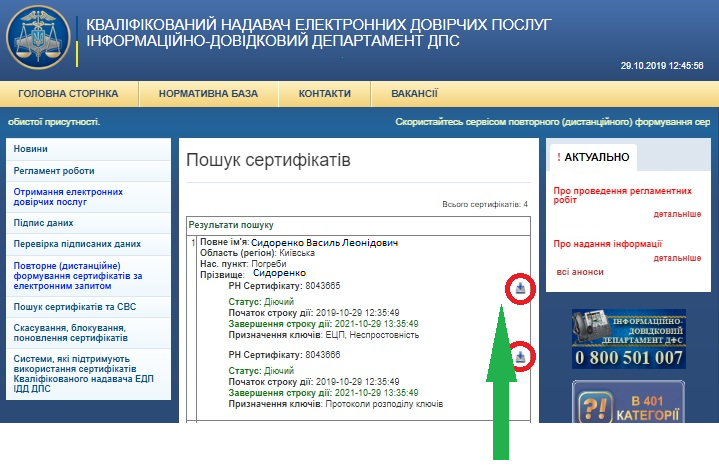 КВАЛІФІКОВАНИЙ НАДАВАЧ ЕЛЕКТРОННИХ ДОВІРЧИХ ПОСЛУГ
ІНФОРМАЦІЙНО-ДОВІДКОВИЙ ДЕПАРТАМЕНТ ДПС
29.10.2019 12:45:56
ГОЛОВНА СТОРІНКА
НОРМАТИВНА БАЗА
КОНТАКТИ
ВАКАНСІЇ
обистої присутності.
Скористайтесь сервісом повторного (дистанційного) формування сер
Новини
Регламент роботи
Отримання електронних
довірчих послуг
Підпис даних
Перевірка підписаних даних
Повторне (дистанційне)
формування сертифікатів за
електронним запитом
Пошук сертифікатів та СВС
Скасування, блокування,
поновлення сертифікатів
Системи, які підтримують
використання сертифікатів
Кваліфікованого надавача ЕДП
ІДД ДПС
Пошук сертифікатів
Всього сертифікатів: 4
Результати пошуку
1 Повне ім'я: Сидоренко Василь Леонідович
Область (регіон): Київська
Нас. пункт: Погреби
Прізвище: Сидоренко
РН Сертифікату: 8043665
Статус: Діючий
Початок строку дії: 2019-10-29 12:35:49
Завершення строку дії: 2021-10-29 13:35:49
Призначення ключів: ЕЦП, Неспростовність
РН Сертифікату: 8043666
Статус: Діючий
Початок строку дії: 2019-10-29 12:35:49
Завершення строку дії: 2021-10-29 13:35:49
Призначення ключів: Протоколи розподілу ключів
! АКТУАЛЬНО
Про проведення регламентних
робіт
детальніше
Про надання інформації
детальніше
всі анонси
ІНФОРМАЦІЙНО-
ДОВІДКОВИЙ
ДЕПАРТАМЕНТ ДФС
0 800 501 007
?!
В 401
КАТЕГОРІЇ